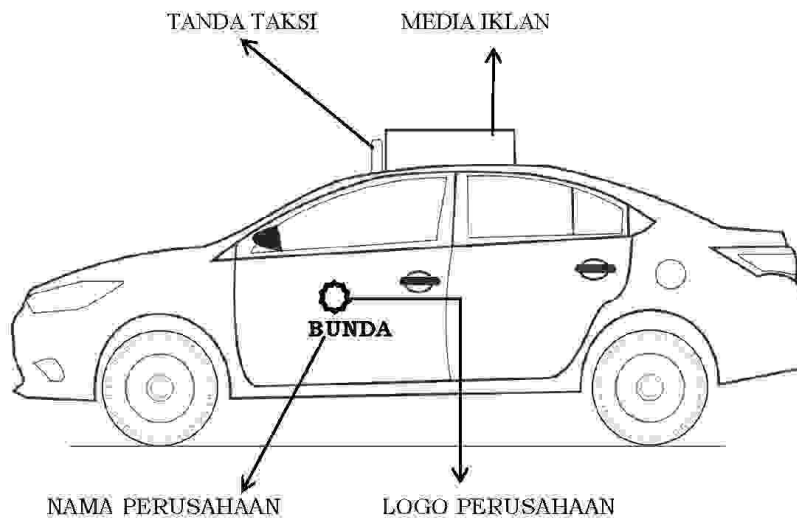 TANDA TAKSI
MEDIA IKLAN
BUNDA
NAMA PERUSAHAAN
LOGO PERUSAHAAN